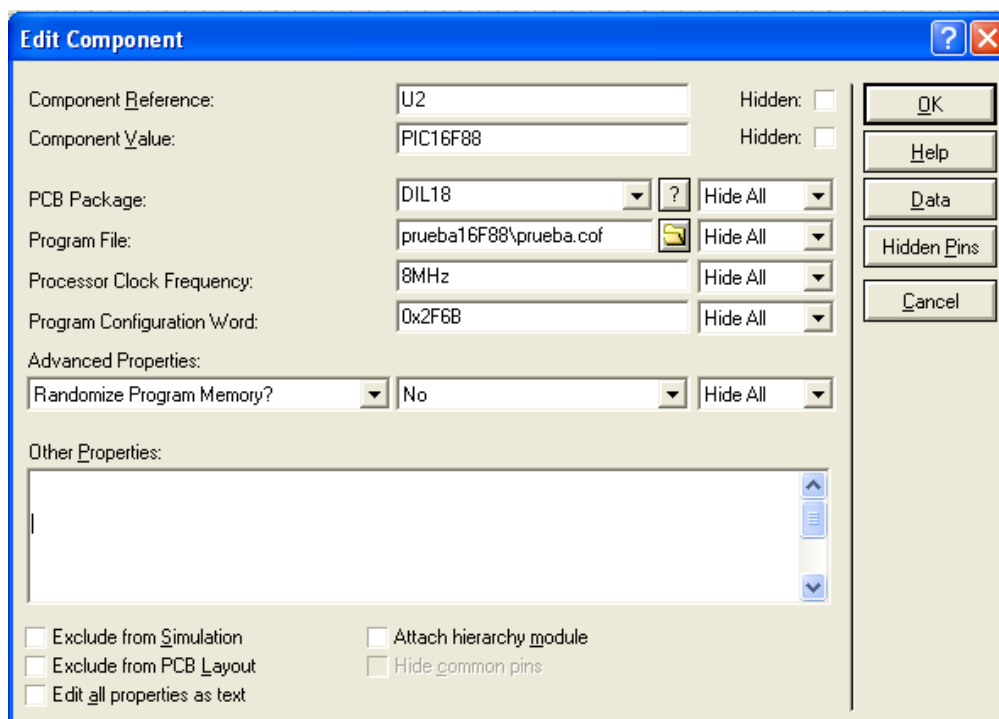 Edit Component
Component Reference: U2 Hidden:
Component Value: PIC16F88 Hidden:
PCB Package: DIL18 ? Hide All
Program File: prueba16F88\prueba.cof Hide All
Processor Clock Frequency: 8MHz Hide All
Program Configuration Word: 0x2F6B Hide All
Advanced Properties:
Randomize Program Memory? No Hide All
Other Properties:
Exclude from Simulation Attach hierarchy module
Exclude from PCB Layout Hide common pins
Edit all properties as text
OK
Help
Data
Hidden Pins
Cancel